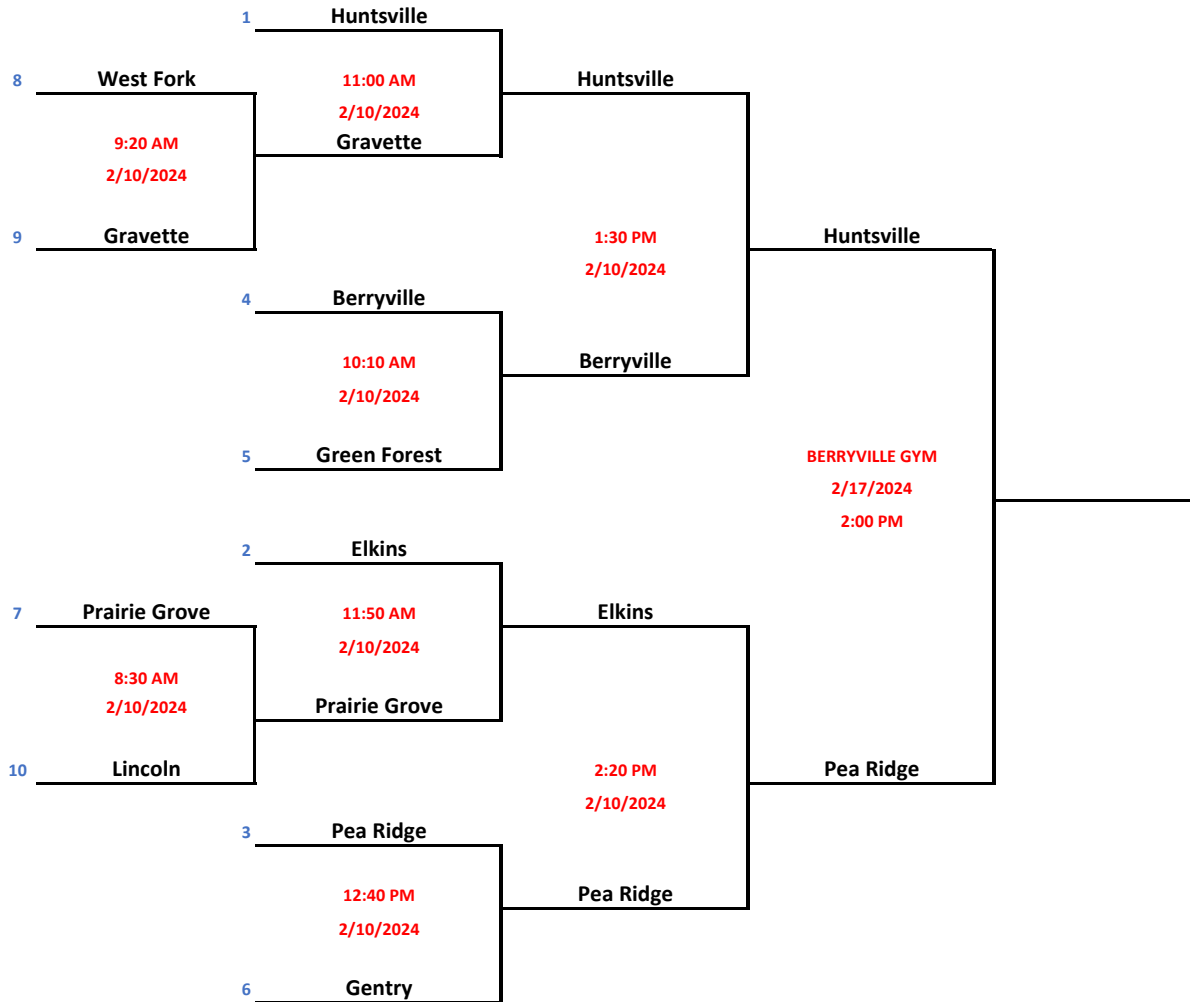 1 Huntsville
8 West Fork 11:00 AM Huntsville
2/10/2024
9:20 AM Gravette
2/10/2024
9 Gravette 1:30 PM Huntsville
2/10/2024
4 Berryville
10:10 AM Berryville
2/10/2024
5 Green Forest BERRYVILLE GYM
2/17/2024
2:00 PM
2 Elkins
7 Prairie Grove 11:50 AM Elkins
2/10/2024
8:30 AM
2/10/2024 Prairie Grove
10 Lincoln 2:20 PM Pea Ridge
2/10/2024
3 Pea Ridge
12:40 PM Pea Ridge
2/10/2024
6 Gentry